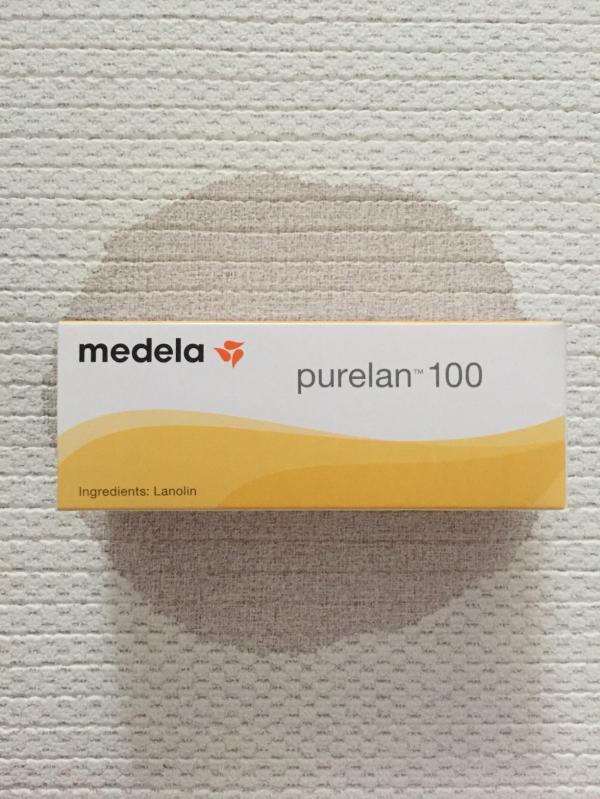 medela
purelan™ 100
Ingredients: Lanolin